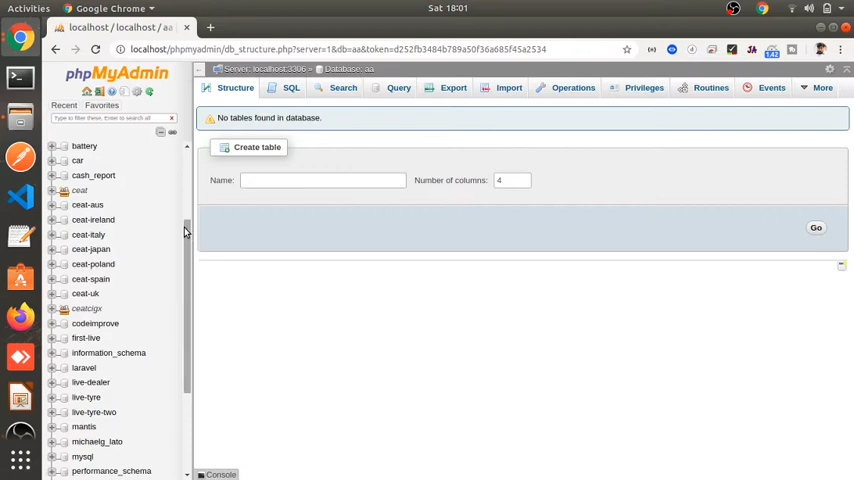 Activities
Google Chrome
Sat 18:01
localhost / localhost / aa
localhost/phpmyadmin/db_structure.php?server=1&db=aa&token=d252fb3484b789a50f36a685f45a2534
1.42
phpMyAdmin
Recent
Favorites
Type to filter these, Enter to search all
X
battery
car
cash_report
ceat
ceat-aus
ceat-ireland
ceat-italy
ceat-japan
ceat-poland
ceat-spain
ceat-uk
ceatcigx
codeimprove
first-live
information_schema
laravel
live-dealer
live-tyre
live-tyre-two
mantis
michaelg_lato
mysql
performance_schema
Server: localhost:3306 » Database: aa
Structure
SQL
Search
Query
Export
Import
Operations
Privileges
Routines
Events
More
No tables found in database.
Create table
Name:
Number of columns: 4
Go
Console